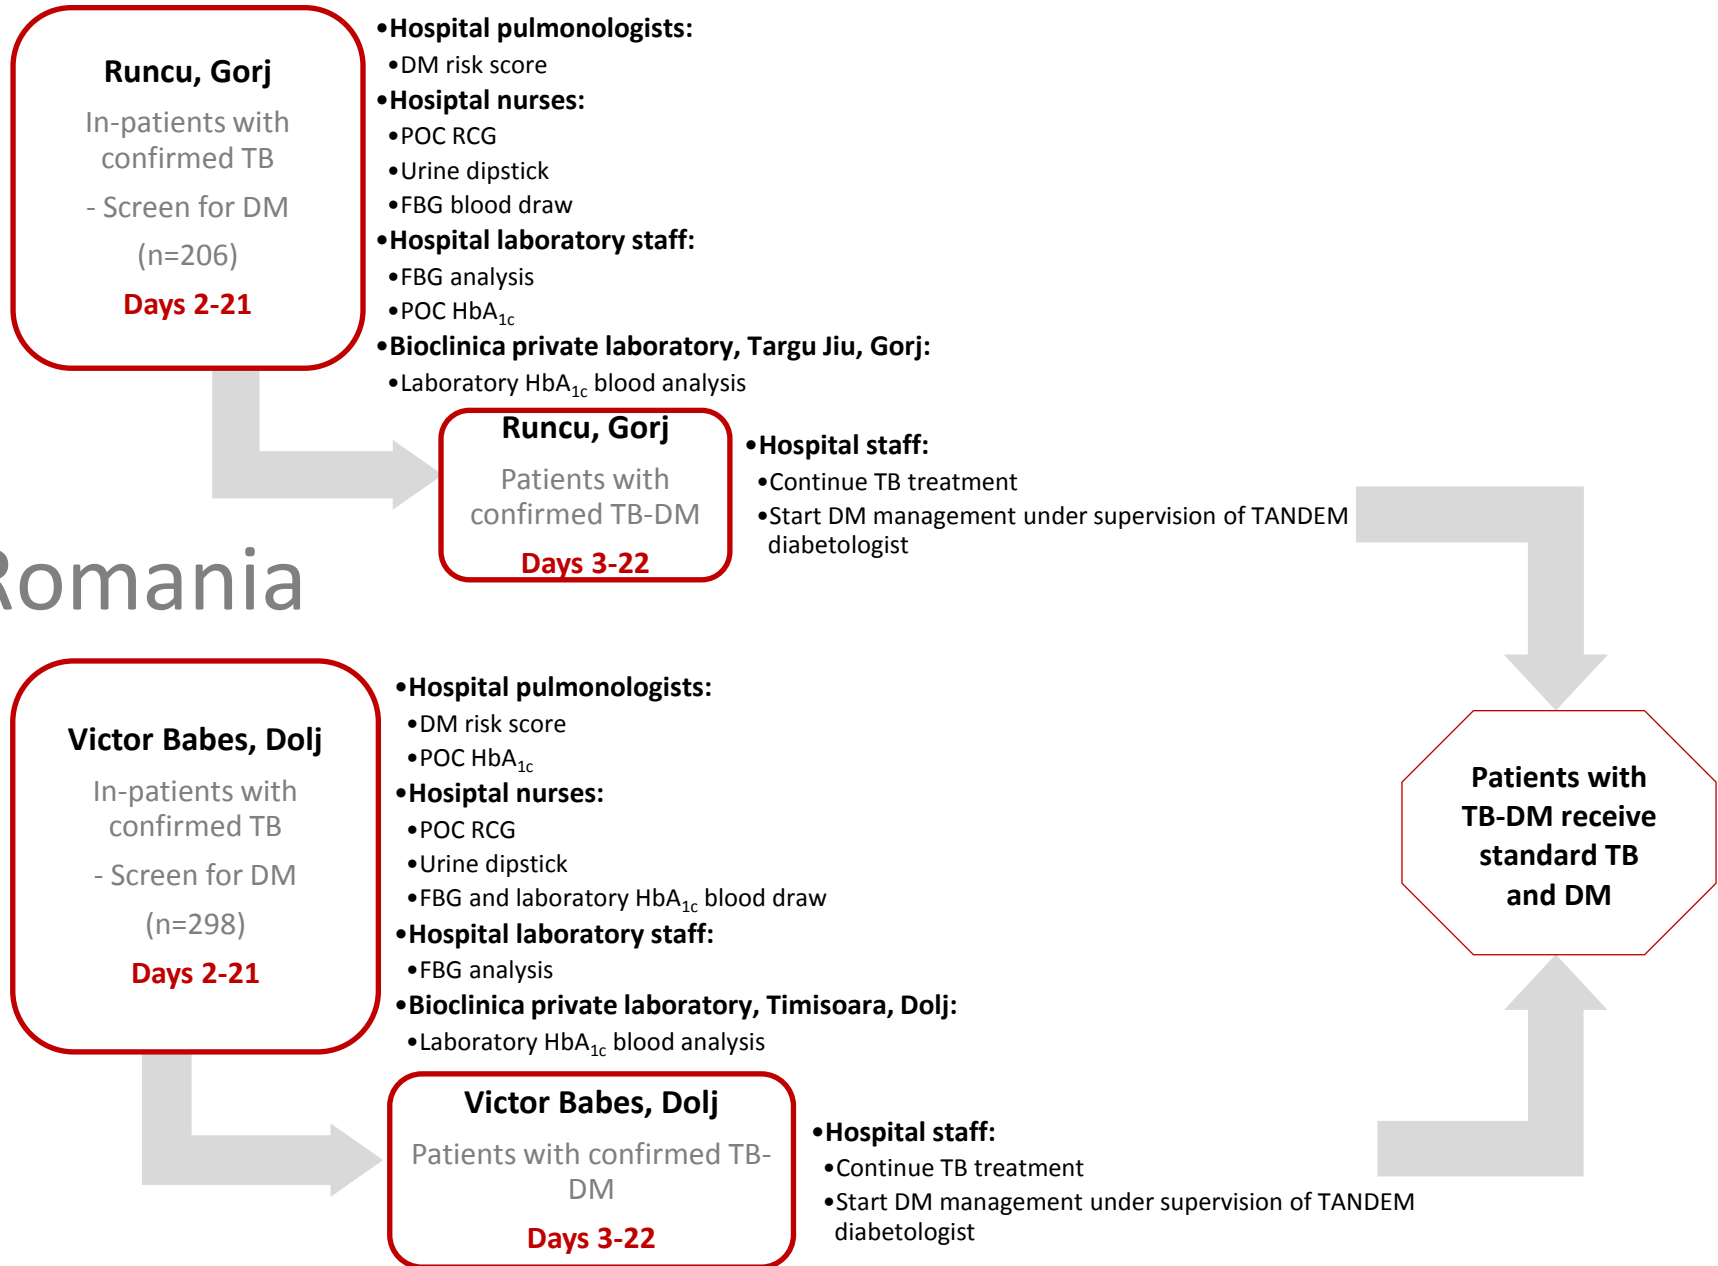 Runcu, Gorj
In-patients with
confirmed TB
- Screen for DM
(n=206)
Days 2-21
•Hospital pulmonologists:
•DM risk score
•Hosiptal nurses:
•POC RCG
•Urine dipstick
•FBG blood draw
•Hospital laboratory staff:
•FBG analysis
•POC HbA1c
•Bioclinica private laboratory, Targu Jiu, Gorj:
•Laboratory HbA1c blood analysis
Runcu, Gorj
Patients with
confirmed TB-DM
Days 3-22
•Hospital staff:
•Continue TB treatment
•Start DM management under supervision of TANDEM
diabetologist
Romania
Victor Babes, Dolj
In-patients with
confirmed TB
- Screen for DM
(n=298)
Days 2-21
•Hospital pulmonologists:
•DM risk score
•POC HbA1c
•Hosiptal nurses:
•POC RCG
•Urine dipstick
•FBG and laboratory HbA1c blood draw
•Hospital laboratory staff:
•FBG analysis
•Bioclinica private laboratory, Timisoara, Dolj:
•Laboratory HbA1c blood analysis
Victor Babes, Dolj
Patients with confirmed TB-
DM
Days 3-22
•Hospital staff:
•Continue TB treatment
•Start DM management under supervision of TANDEM
diabetologist
Patients with
TB-DM receive
standard TB
and DM